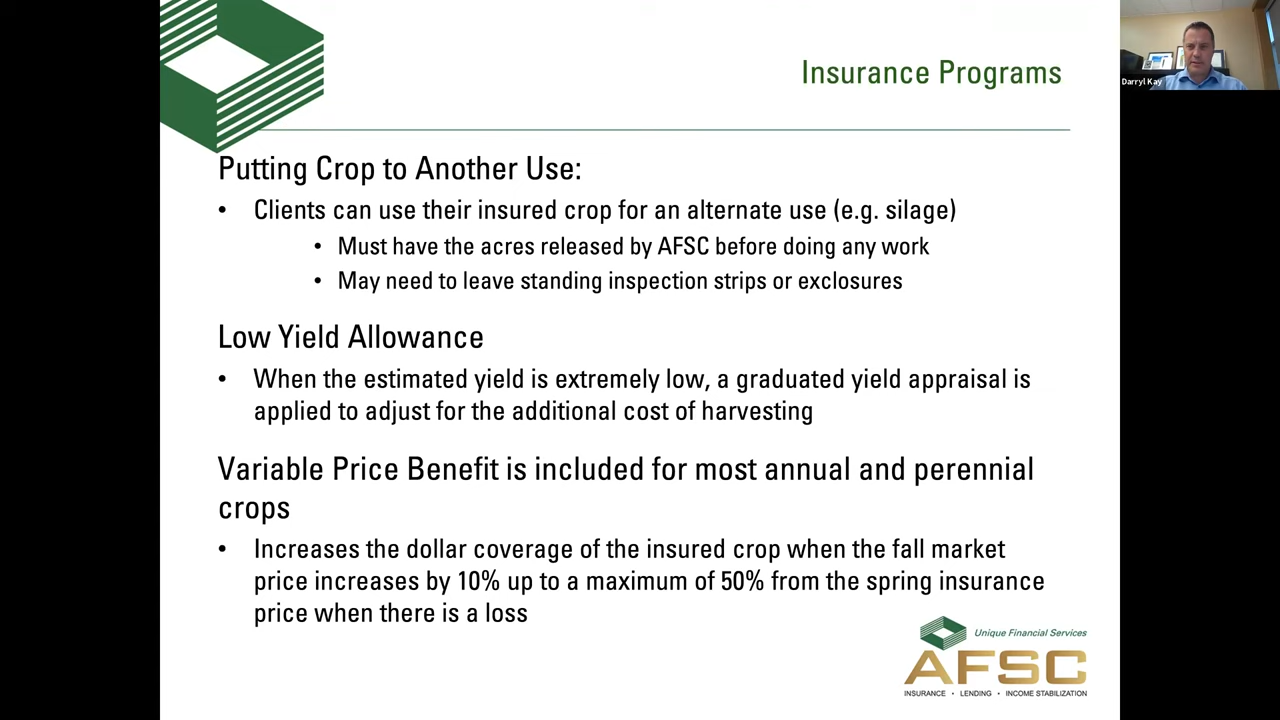 Insurance Programs
Darryl Kay
Putting Crop to Another Use:
• Clients can use their insured crop for an alternate use (e.g. silage)
• Must have the acres released by AFSC before doing any work
• May need to leave standing inspection strips or exclosures
Low Yield Allowance
• When the estimated yield is extremely low, a graduated yield appraisal is
applied to adjust for the additional cost of harvesting
Variable Price Benefit is included for most annual and perennial
crops
• Increases the dollar coverage of the insured crop when the fall market
price increases by 10% up to a maximum of 50% from the spring insurance
price when there is a loss
Unique Financial Services
AFSC
INSURANCE • LENDING • INCOME STABILIZATION